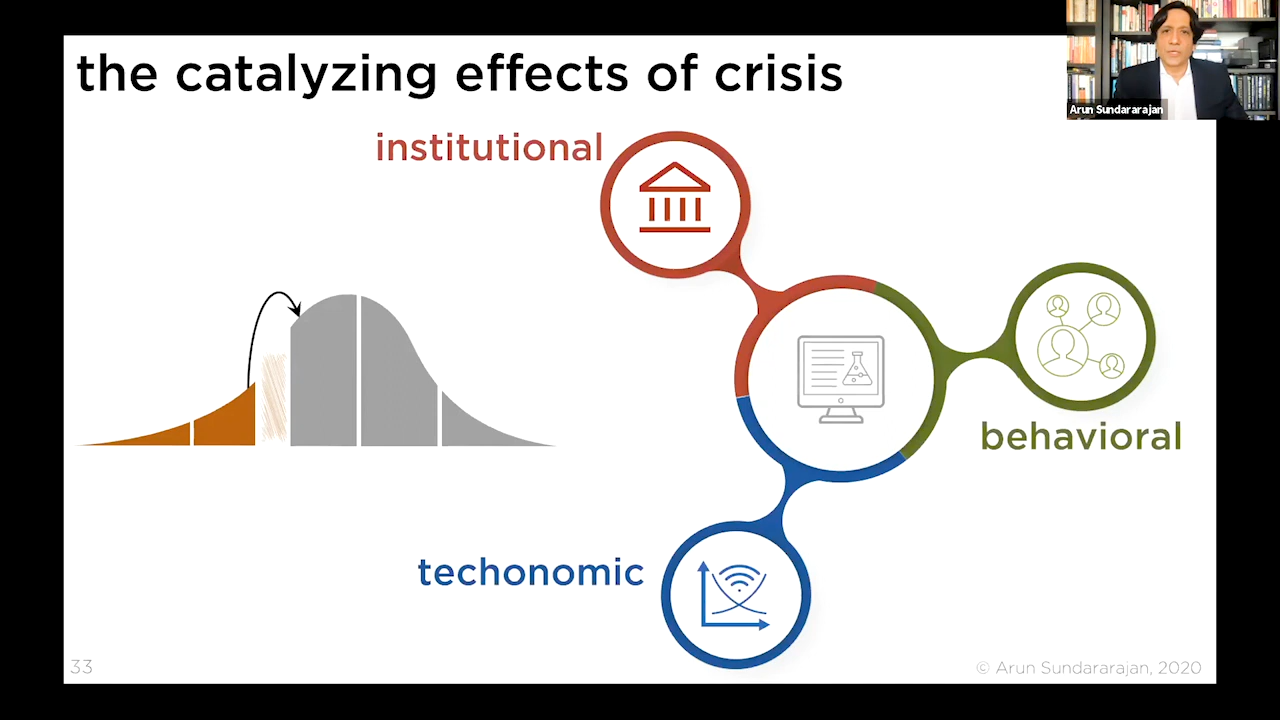 the catalyzing effects of crisis
Arun Sundararajan
institutional
behavioral
techonomic
33
© Arun Sundararajan, 2020